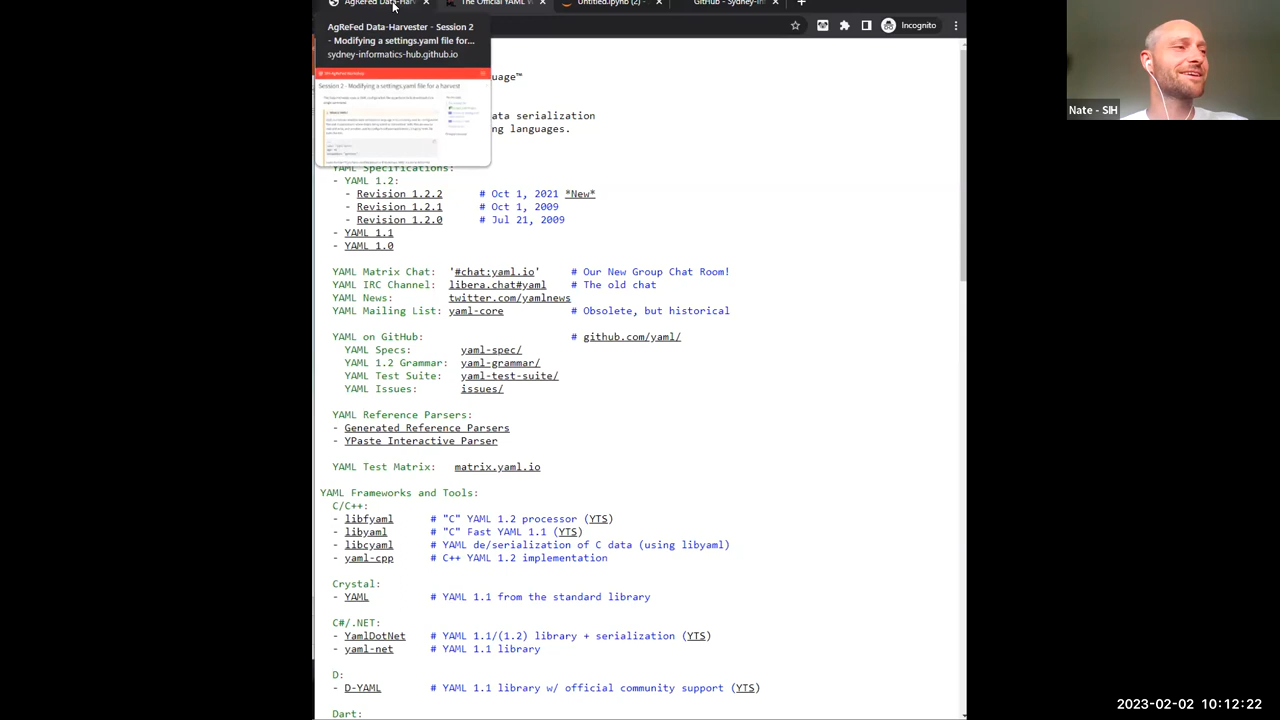 AgReFed Data-Har
The Official YAML W
Untitled.ipynb (2)
GitHub - Sydney-In
Incognito
AgReFed Data-Harvester - Session 2
- Modifying a settings.yaml file for...
sydney-informatics-hub.github.io
Session 2 - Modifying a settings.yaml file for a harvest
uage™
ata serialization
ng languages.
YAML Specifications:
- YAML 1.2:
- Revision 1.2.2 # Oct 1, 2021 *New*
- Revision 1.2.1 # Oct 1, 2009
- Revision 1.2.0 # Jul 21, 2009
- YAML 1.1
- YAML 1.0
YAML Matrix Chat: '#chat:yaml.io' # Our New Group Chat Room!
YAML IRC Channel: libera.chat#yaml # The old chat
YAML News: twitter.com/yamlnews
YAML Mailing List: yaml-core # Obsolete, but historical
YAML on GitHub: # github.com/yaml/
YAML Specs: yaml-spec/
YAML 1.2 Grammar: yaml-grammar/
YAML Test Suite: yaml-test-suite/
YAML Issues: issues/
YAML Reference Parsers:
- Generated Reference Parsers
- YPaste Interactive Parser
YAML Test Matrix: matrix.yaml.io
YAML Frameworks and Tools:
C/C++:
- libfyaml # "C" YAML 1.2 processor (YTS)
- libyaml # "C" Fast YAML 1.1 (YTS)
- libcyaml # YAML de/serialization of C data (using libyaml)
- yaml-cpp # C++ YAML 1.2 implementation
Crystal:
- YAML # YAML 1.1 from the standard library
C#/.NET:
- YamlDotNet # YAML 1.1/(1.2) library + serialization (YTS)
- yaml-net # YAML 1.1 library
D:
- D-YAML # YAML 1.1 library w/ official community support (YTS)
Dart:
Nate - SIH
2023-02-02 10:12:22